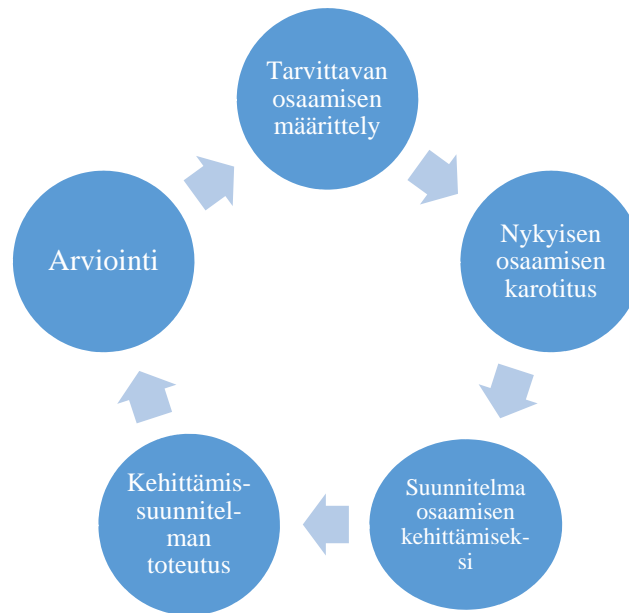 Tarvittavan
osaamisen
määrittely
Nykyisen
osaamisen
karotitus
Suunnitelma
osaamisen
kehittämisek-
si
Kehittämis-
suunnitel-
man
toteutus
Arviointi